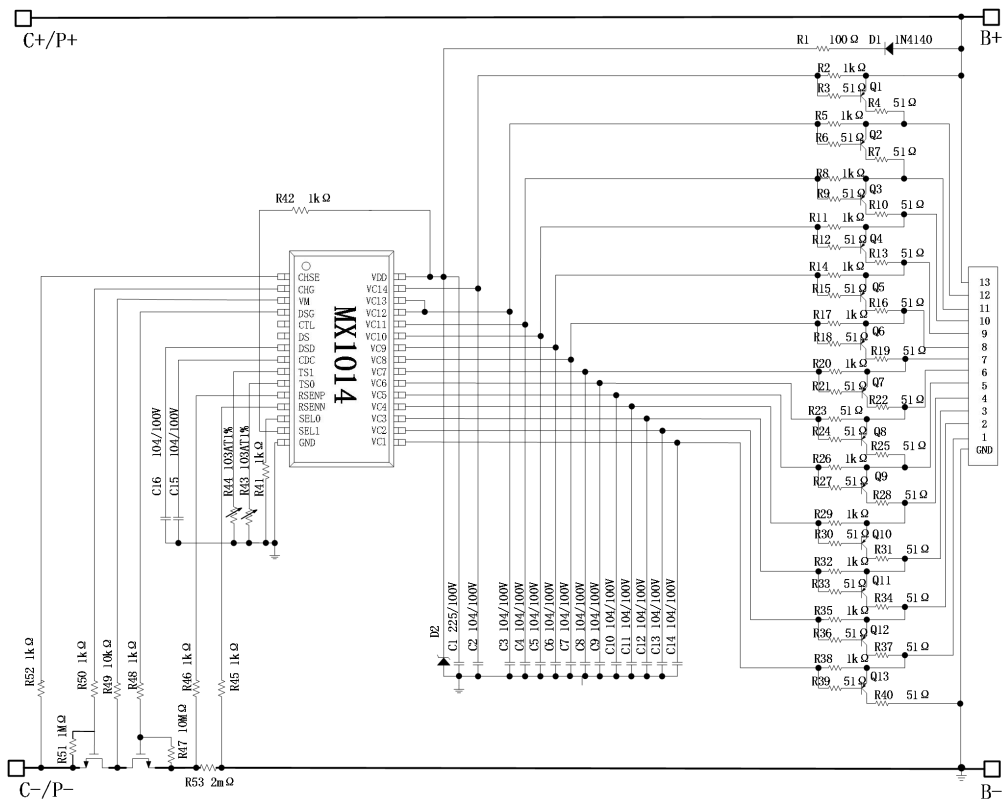 C+/P+
B+
R1 100Ω D1 1N4140
R2 1kΩ
R3 51Ω Q1
R4 51Ω
R5 1kΩ
R6 51Ω Q2
R7 51Ω
R8 1kΩ
R9 51Ω Q3
R10 51Ω
R11 1kΩ
R12 51Ω Q4
R13 51Ω
R14 1kΩ
R15 51Ω Q5
R16 51Ω
R17 1kΩ
R18 51Ω Q6
R19 51Ω
R20 1kΩ
R21 51Ω Q7
R22 51Ω
R23 51Ω
R24 51Ω Q8
R25 51Ω
R26 1kΩ
R27 51Ω Q9
R28 51Ω
R29 1kΩ
R30 51Ω Q10
R31 51Ω
R32 1kΩ
R33 51Ω Q11
R34 51Ω
R35 1kΩ
R36 51Ω Q12
R37 51Ω
R38 1kΩ
R39 51Ω Q13
R40 51Ω
13
12
11
10
9
8
7
6
5
4
3
2
1
GND
R42 1kΩ
MX1014
CHSE VDD
CHG VC14
VM VC13
DSG VC12
CTL VC11
DS VC10
DSD VC9
CDC VC8
TS1 VC7
TS0 VC6
RSENP VC5
RSENN VC4
SEL0 VC3
SEL1 VC2
GND VC1
C16 104/100V
C15 104/100V
R44 103AT1%
R43 103AT1%
R41 1kΩ
D2
C1 225/100V
C2 104/100V
C3 104/100V
C4 104/100V
C5 104/100V
C6 104/100V
C7 104/100V
C8 104/100V
C9 104/100V
C10 104/100V
C11 104/100V
C12 104/100V
C13 104/100V
C14 104/100V
R52 1kΩ
R50 1kΩ
R49 10kΩ
R48 1kΩ
R46 1kΩ
R45 1kΩ
R51 1MΩ
R47 10MΩ
R53 2mΩ
C-/P-
B-